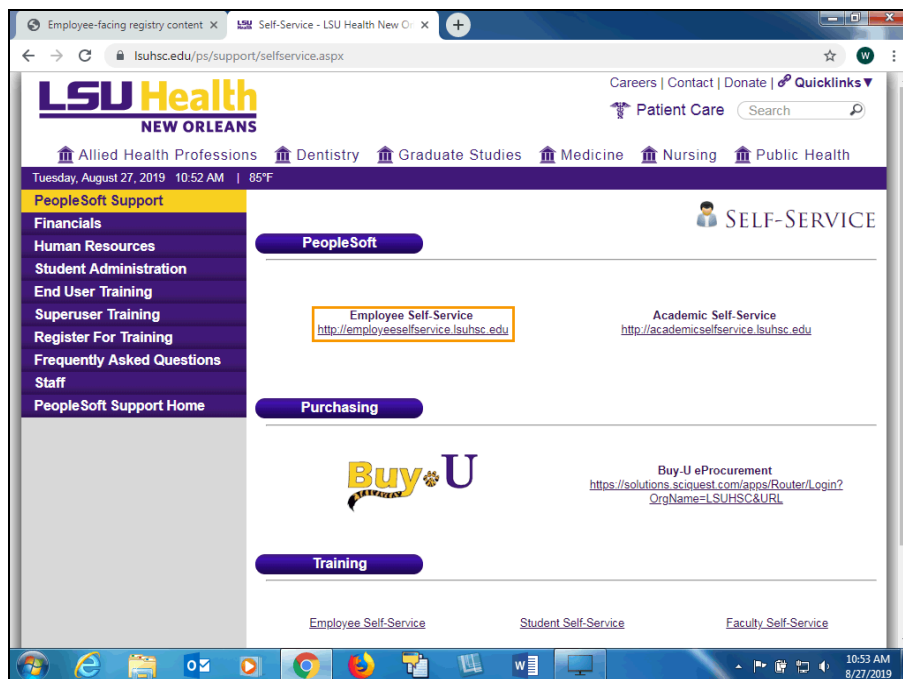 Employee-facing registry content
Self-Service - LSU Health New Or
lsuhsc.edu/ps/support/selfservice.aspx
W
Careers | Contact | Donate | Quicklinks▼
LSU Health
NEW ORLEANS
Patient Care
Search
Allied Health Professions Dentistry Graduate Studies Medicine Nursing Public Health
Tuesday, August 27, 2019 10:52 AM | 85°F
PeopleSoft Support
Financials
Human Resources
Student Administration
End User Training
Superuser Training
Register For Training
Frequently Asked Questions
Staff
PeopleSoft Support Home
SELF-SERVICE
PeopleSoft
Employee Self-Service
http://employeeselfservice.lsuhsc.edu
Academic Self-Service
http://academicselfservice.lsuhsc.edu
Purchasing
Buy U
Buy-U eProcurement
https://solutions.sciquest.com/apps/Router/Login?
OrgName=LSUHSC&URL
Training
Employee Self-Service
Student Self-Service
Faculty Self-Service
10:53 AM
8/27/2019